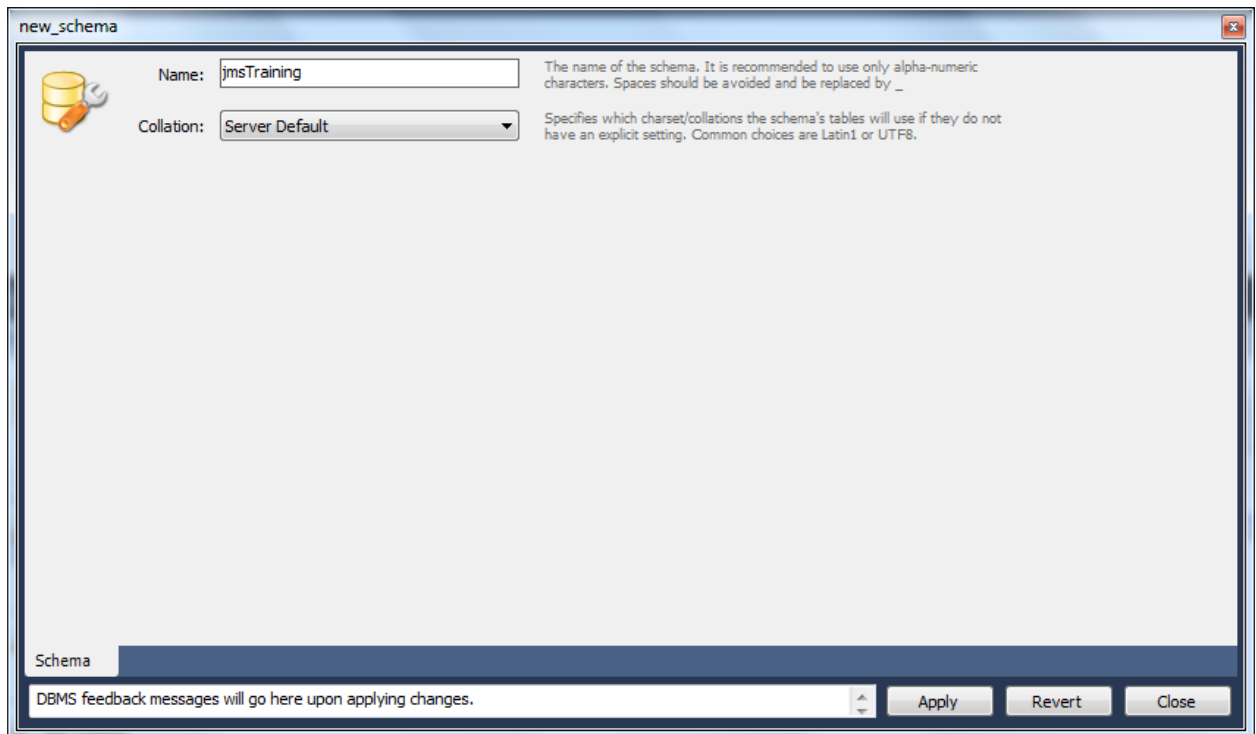 new_schema
Name:
jmsTraining
The name of the schema. It is recommended to use only alpha-numeric
characters. Spaces should be avoided and be replaced by _
Collation:
Server Default
Specifies which charset/collations the schema's tables will use if they do not
have an explicit setting. Common choices are Latin1 or UTF8.
Schema
DBMS feedback messages will go here upon applying changes.
Apply
Revert
Close